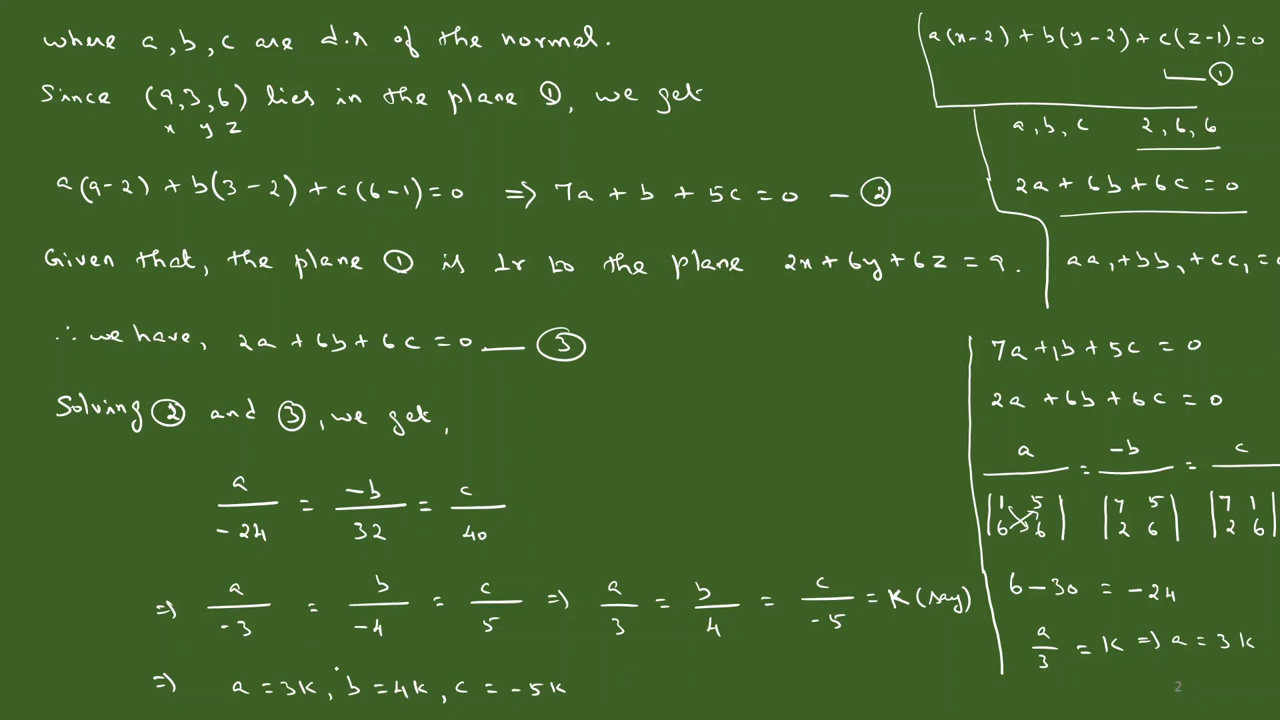 where a, b, c are d.r of the normal.
Since (9,3,6) lies in the plane ①, we get
x y z
a(9-2) + b(3-2) + c(6-1) = 0 ⇒ 7a + b + 5c = 0 — ②
Given that, the plane ① is ⊥r to the plane 2x + 6y + 6z = 9.
∴ we have, 2a + 6b + 6c = 0 — ③
Solving ② and ③, we get,
a/-24 = -b/32 = c/40
⇒ a/-3 = b/-4 = c/5 ⇒ a/3 = b/4 = c/-5 = K (say)
⇒ a = 3K, b = 4K, c = -5K
a(x-2) + b(y-2) + c(z-1) = 0
①
a, b, c 2, 6, 6
2a + 6b + 6c = 0
aa₁ + bb₁ + cc₁ = 0
7a + 1b + 5c = 0
2a + 6b + 6c = 0
a = -b = c
|1 5| |7 5| |7 1|
|6 6| |2 6| |2 6|
6 - 30 = -24
a/3 = K ⇒ a = 3K
2